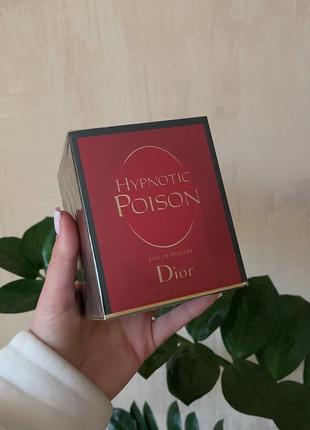 HYPNOTIC
POISON
EAU DE PARFUM
Dior